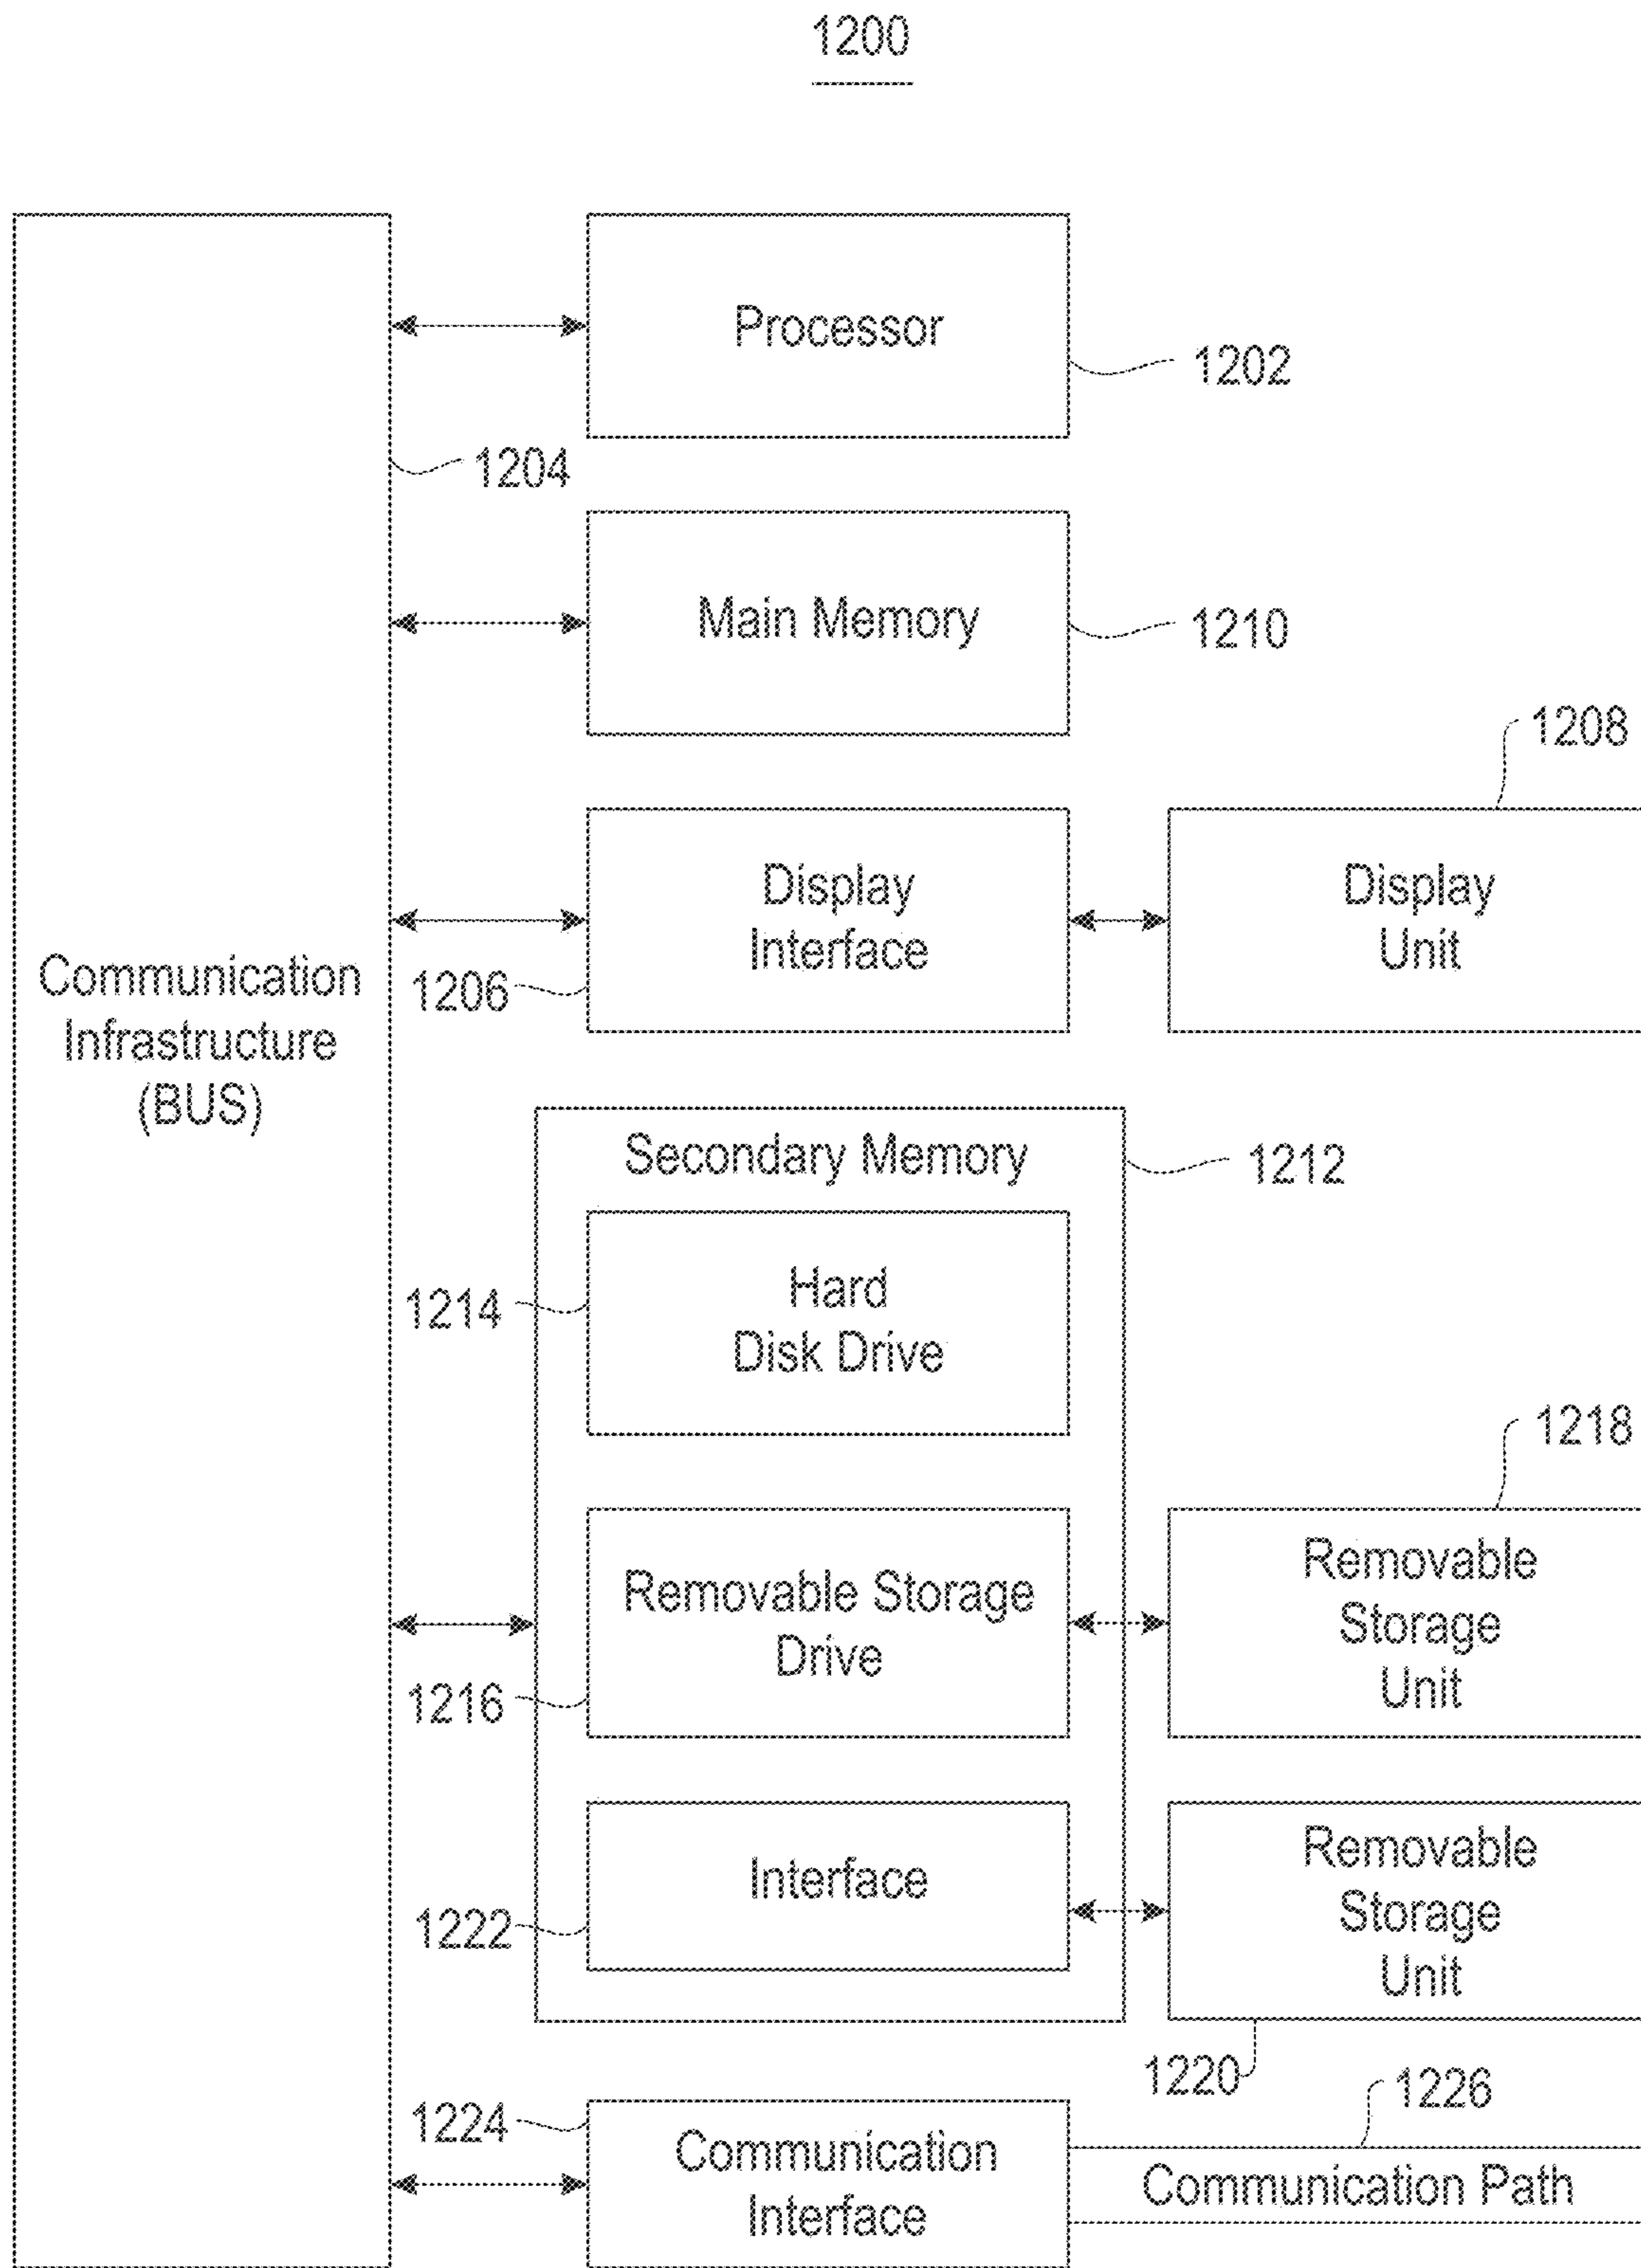 1200
Processor
1202
1204
Main Memory
1210
1208
Display
Interface
1206
Display
Unit
Communication
Infrastructure
(BUS)
Secondary Memory
1212
1214
Hard
Disk Drive
1218
Removable Storage
Drive
1216
Removable
Storage
Unit
Interface
1222
Removable
Storage
Unit
1220
1226
1224
Communication
Interface
Communication Path